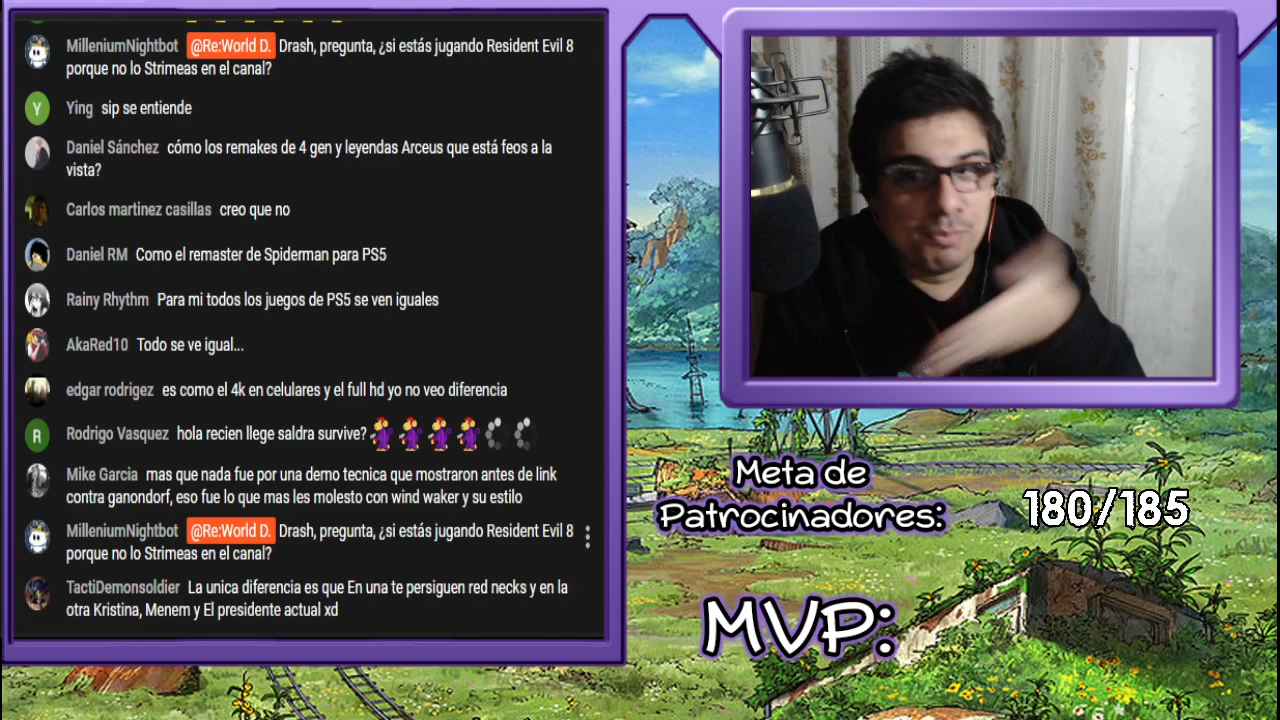 MilleniumNightbot @Re:World D. Drash, pregunta, ¿si estás jugando Resident Evil 8
porque no lo Strimeas en el canal?
Y Ying sip se entiende
Daniel Sánchez cómo los remakes de 4 gen y leyendas Arceus que está feos a la
vista?
Carlos martinez casillas creo que no
Daniel RM Como el remaster de Spiderman para PS5
Rainy Rhythm Para mi todos los juegos de PS5 se ven iguales
AkaRed10 Todo se ve igual...
edgar rodrigez es como el 4k en celulares y el full hd yo no veo diferencia
R Rodrigo Vasquez hola recien llege saldra survive?
Mike Garcia mas que nada fue por una demo tecnica que mostraron antes de link
contra ganondorf, eso fue lo que mas les molesto con wind waker y su estilo
MilleniumNightbot @Re:World D. Drash, pregunta, ¿si estás jugando Resident Evil 8
porque no lo Strimeas en el canal?
TactiDemonsoldier La unica diferencia es que En una te persiguen red necks y en la
otra Kristina, Menem y El presidente actual xd
Meta de
Patrocinadores:
180/185
MVP: